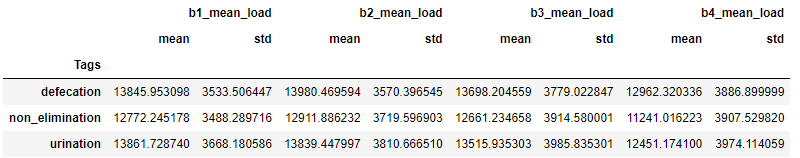 b1_mean_load b2_mean_load b3_mean_load b4_mean_load
mean std mean std mean std mean std
Tags
defecation 13845.953098 3533.506447 13980.469594 3570.396545 13698.204559 3779.022847 12962.320336 3886.899999
non_elimination 12772.245178 3488.289716 12911.886232 3719.596903 12661.234658 3914.580001 11241.016223 3907.529820
urination 13861.728740 3668.180586 13839.447997 3810.666510 13515.935303 3985.835301 12451.174100 3974.114059